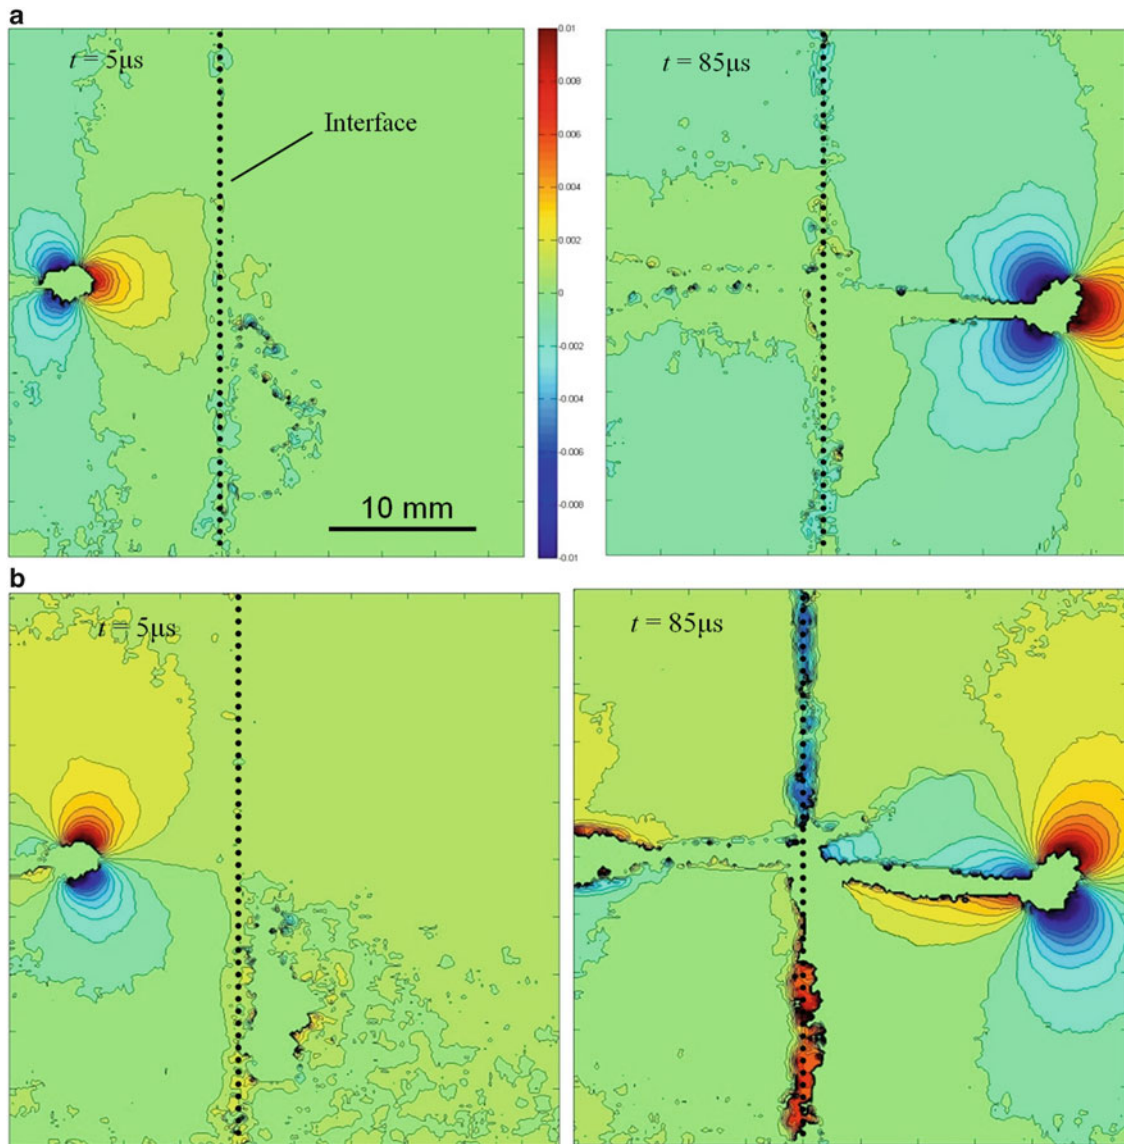 a
t = 5µs
Interface
10 mm
0.01
0.008
0.006
0.004
0.002
0
-0.002
-0.004
-0.006
-0.008
-0.01
t = 85µs
b
t = 5µs
t = 85µs